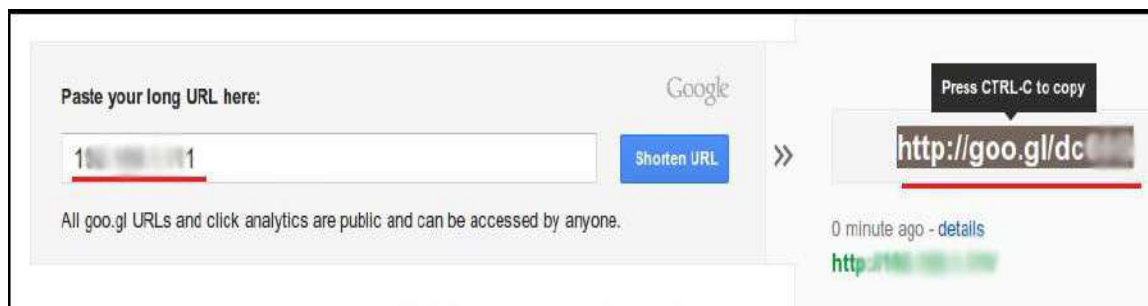 Paste your long URL here:
Google
Shorten URL
»
All goo.gl URLs and click analytics are public and can be accessed by anyone.
Press CTRL-C to copy
http://goo.gl/dc
0 minute ago - details